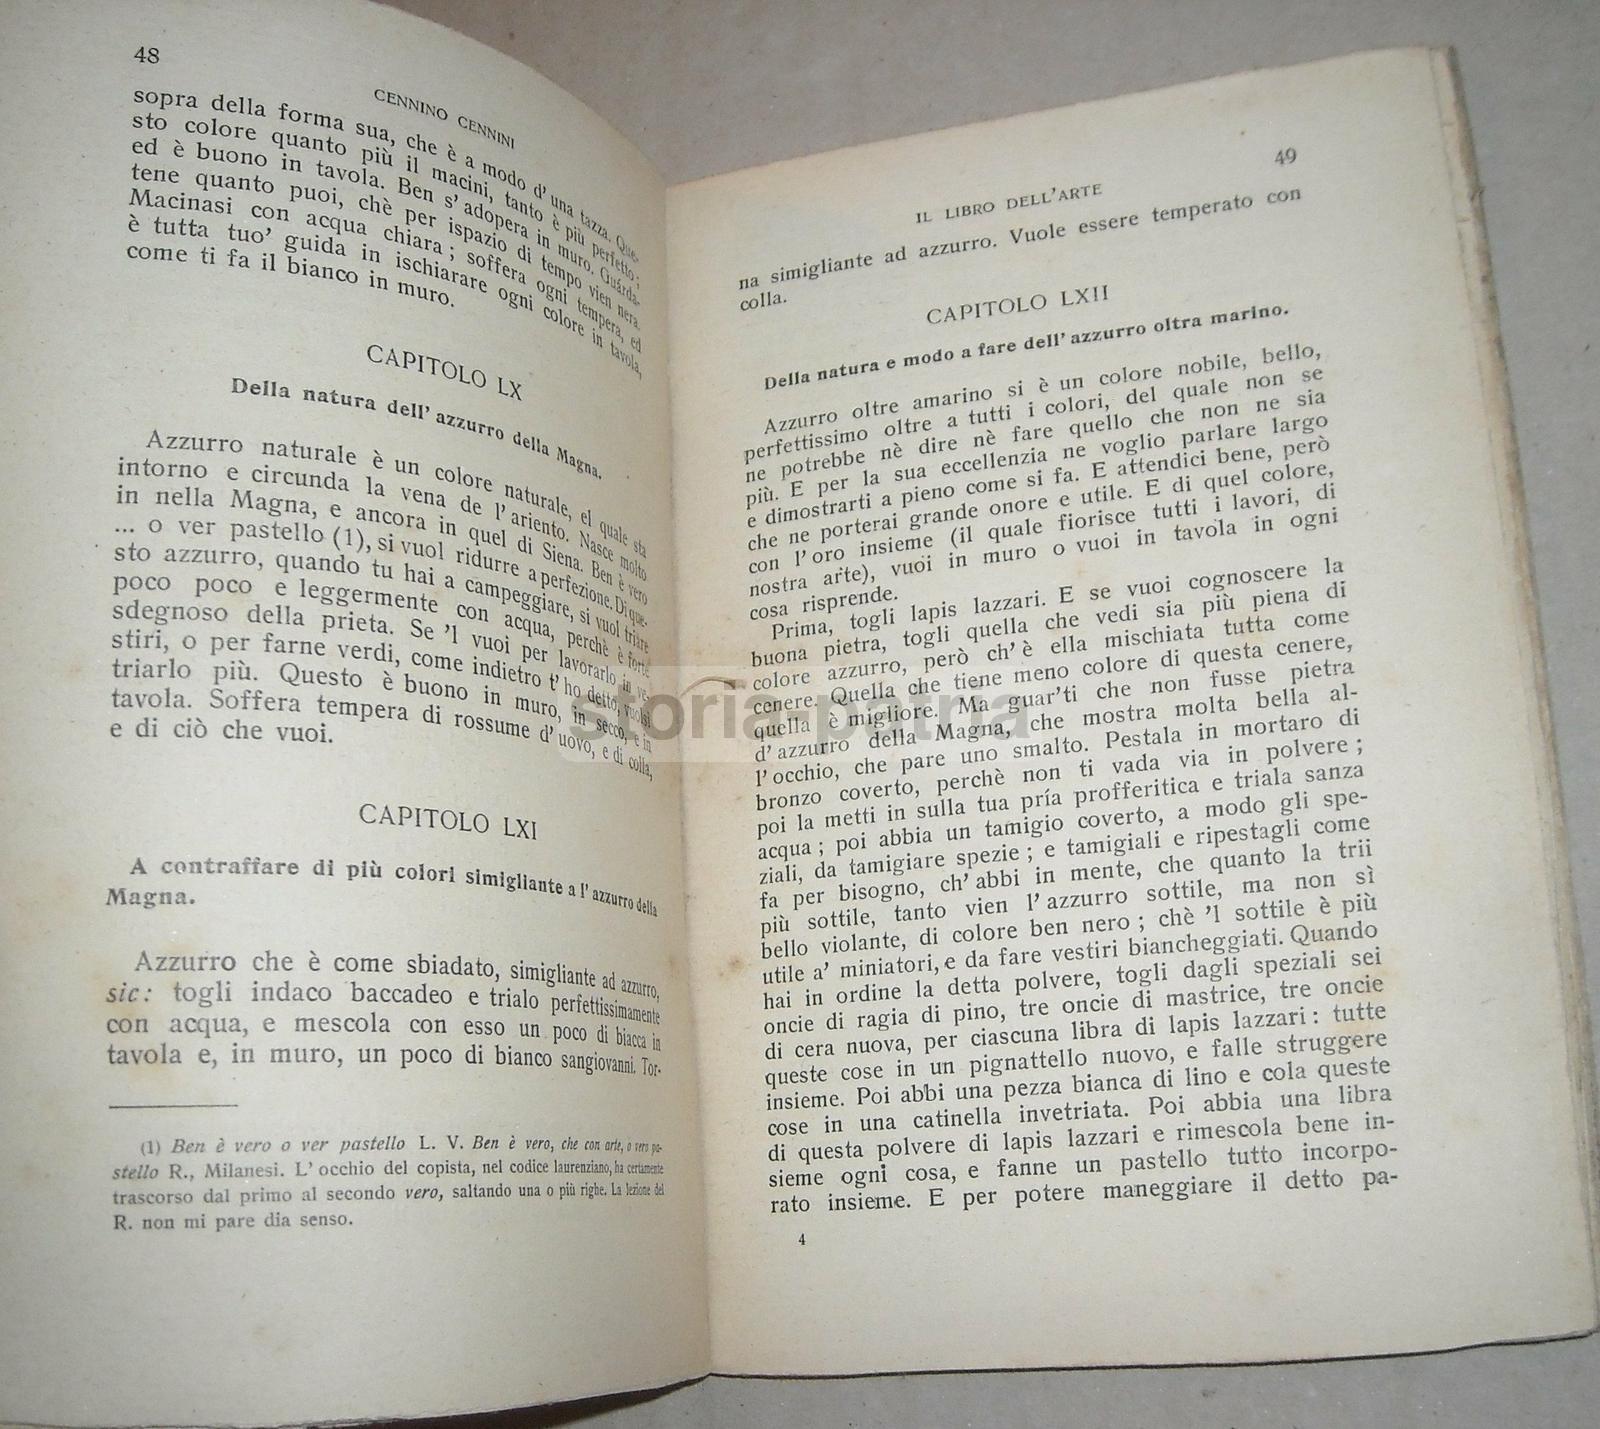 48
CENNINO CENNINI
sopra della forma sua, che è a modo d' una tazza. Que-
sto colore quanto più il macini, tanto è più perfetto;
ed è buono in tavola. Ben s' adopera in muro. Guárda-
tene quanto puoi, chè per ispazio di tempo vien nera.
Macinasi con acqua chiara; soffera ogni tempera, ed
è tutta tuo' guida in ischiarare ogni colore in tavola,
come ti fa il bianco in muro.
CAPITOLO LX
Della natura dell' azzurro della Magna.
Azzurro naturale è un colore naturale, el quale sta
intorno e circunda la vena de l' ariento. Nasce molto
in nella Magna, e ancora in quel di Siena. Ben è vero
... o ver pastello (1), si vuol ridurre a perfezione. Di que-
sto azzurro, quando tu hai a campeggiare, si vuol triare
poco poco e leggermente con acqua, perchè è forte
sdegnoso della prieta. Se 'l vuoi per lavorarlo in ve-
stiri, o per farne verdi, come indietro t' ho detto, vuolsi
triarlo più. Questo è buono in muro, in secco, e in
tavola. Soffera tempera di rossume d' uovo, e di colla,
e di ciò che vuoi.
CAPITOLO LXI
A contraffare di più colori simigliante a l' azzurro della
Magna.
Azzurro che è come sbiadato, simigliante ad azzurro,
sic: togli indaco baccadeo e trialo perfettissimamente
con acqua, e mescola con esso un poco di biacca in
tavola e, in muro, un poco di bianco sangiovanni. Tor-
(1) Ben è vero o ver pastello L. V. Ben è vero, che con arte, o vero pa-
stello R., Milanesi. L' occhio del copista, nel codice laurenziano, ha certamente
trascorso dal primo al secondo vero, saltando una o più righe. La lezione del
R. non mi pare dia senso.
49
IL LIBRO DELL'ARTE
na simigliante ad azzurro. Vuole essere temperato con
colla.
CAPITOLO LXII
Della natura e modo a fare dell' azzurro oltra marino.
Azzurro oltre amarino si è un colore nobile, bello,
perfettissimo oltre a tutti i colori, del quale non se
ne potrebbe nè dire nè fare quello che non ne sia
più. E per la sua eccellenzia ne voglio parlare largo
e dimostrarti a pieno come si fa. E attendici bene, però
che ne porterai grande onore e utile. E di quel colore,
con l' oro insieme (il quale fiorisce tutti i lavori, di
nostra arte), vuoi in muro o vuoi in tavola in ogni
cosa risprende.
Prima, togli lapis lazzari. E se vuoi cognoscere la
buona pietra, togli quella che vedi sia più piena di
colore azzurro, però ch' è ella mischiata tutta come
cenere. Quella che tiene meno colore di questa cenere,
quella è migliore. Ma guar'ti che non fusse pietra
d' azzurro della Magna, che mostra molta bella al-
l' occhio, che pare uno smalto. Pestala in mortaro di
bronzo coverto, perchè non ti vada via in polvere;
poi la metti in sulla tua pría profferitica e triala sanza
acqua; poi abbia un tamigio coverto, a modo gli spe-
ziali, da tamigiare spezie; e tamigiali e ripestagli come
fa per bisogno, ch' abbi in mente, che quanto la trii
più sottile, tanto vien l' azzurro sottile, ma non sì
bello violante, di colore ben nero; chè 'l sottile è più
utile a' miniatori, e da fare vestiri biancheggiati. Quando
hai in ordine la detta polvere, togli dagli speziali sei
oncie di ragia di pino, tre oncie di mastrice, tre oncie
di cera nuova, per ciascuna libra di lapis lazzari: tutte
queste cose in un pignattello nuovo, e falle struggere
insieme. Poi abbi una pezza bianca di lino e cola queste
cose in una catinella invetriata. Poi abbia una libra
di questa polvere di lapis lazzari e rimescola bene in-
sieme ogni cosa, e fanne un pastello tutto incorpo-
rato insieme. E per potere maneggiare il detto pa-
4
storia-patria